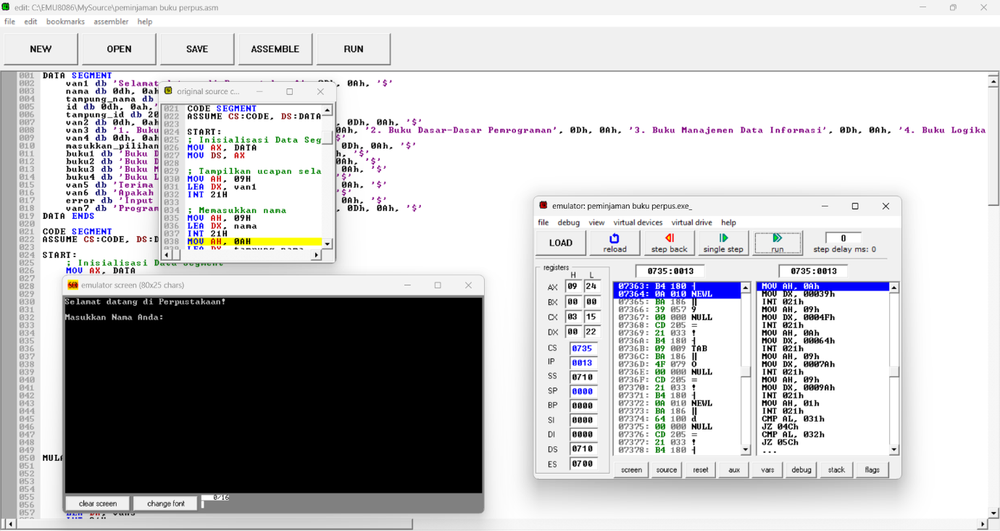 edit: C:\EMU8086\MySource\peminjaman buku perpus.asm
file edit bookmarks assembler help
NEW OPEN SAVE ASSEMBLE RUN
001 DATA SEGMENT
002 van1 db 'Selamat 0Ah, '$'
003 nama db 0dh, 0ah
004 tampung_nama db
005 id db 0dh, 0ah,'
006 tampung_id db 20
007 van2 db 0dh, 0ah , 0Dh, 0Ah, '$'
008 van3 db '1. Buku 0Ah, '2. Buku Dasar-Dasar Pemrograman', 0Dh, 0Ah, '3. Buku Manajemen Data Informasi', 0Dh, 0Ah, '4. Buku Logika
009 van4 db 0dh, 0ah '$'
010 masukkan_pilihan 0Dh, 0Ah, '$'
011 buku1 db 'Buku D h, '$'
012 buku2 db 'Buku D 0Ah, '$'
013 buku3 db 'Buku M 0Ah, '$'
014 buku4 db 'Buku L '$'
015 van5 db 'Terima 0Ah, '$'
016 van6 db 'Apakah '$'
017 error db 'Input 0Ah, '$'
018 van7 db 'Program , 0Dh, 0Ah, '$'
019 DATA ENDS
020
021 CODE SEGMENT
022 ASSUME CS:CODE, DS:D
023
024 START:
025 ; Inisialisasi Data Segment
026 MOV AX, DATA
027
028
029
030
031
032
033
034
035
036
037
038
039
040
041
042
043
044
045
046
047
048
049
050 MULA
051
052
053
054
055
056
057 LEA DX, van5
original source c...
021 CODE SEGMENT
022 ASSUME CS:CODE, DS:DATA
023
024 START:
025 ; Inisialisasi Data Seg
026 MOV AX, DATA
027 MOV DS, AX
028
029 ; Tampilkan ucapan sela
030 MOV AH, 09H
031 LEA DX, van1
032 INT 21H
033
034 ; Memasukkan nama
035 MOV AH, 09H
036 LEA DX, nama
037 INT 21H
038 MOV AH, 0AH
039 LEA DX, tampung_nama
emulator screen (80x25 chars)
Selamat datang di Perpustakaan!
Masukkan Nama Anda:
clear screen change font 0/16
emulator: peminjaman buku perpus.exe_
file debug view virtual devices virtual drive help
LOAD reload step back single step run 0
step delay ms: 0
registers
H L
AX 09 24
BX 00 00
CX 03 15
DX 00 22
CS 0735
IP 0013
SS 0710
SP 0000
BP 0000
SI 0000
DI 0000
DS 0710
ES 0700
0735:0013
07363: B4 180 ┤
07364: 0A 010 NEWL
07365: BA 186 ║
07366: 39 057 9
07367: 00 000 NULL
07368: CD 205 =
07369: 21 033 !
0736A: B4 180 ┤
0736B: 09 009 TAB
0736C: BA 186 ║
0736D: 4F 079 O
0736E: 00 000 NULL
0736F: CD 205 =
07370: 21 033 !
07371: B4 180 ┤
07372: 0A 010 NEWL
07373: BA 186 ║
07374: 64 100 d
07375: 00 000 NULL
07376: CD 205 =
07377: 21 033 !
07378: B4 180 ┤
0735:0013
MOV AH, 0Ah
MOV DX, 00039h
INT 021h
MOV AH, 09h
MOV DX, 0004Fh
INT 021h
MOV AH, 0Ah
MOV DX, 00064h
INT 021h
MOV AH, 09h
MOV DX, 0007Ah
INT 021h
MOV AH, 09h
MOV DX, 0009Ah
INT 021h
MOV AH, 01h
INT 021h
CMP AL, 031h
JZ 04Ch
CMP AL, 032h
JZ 05Ch
...
screen source reset aux vars debug stack flags